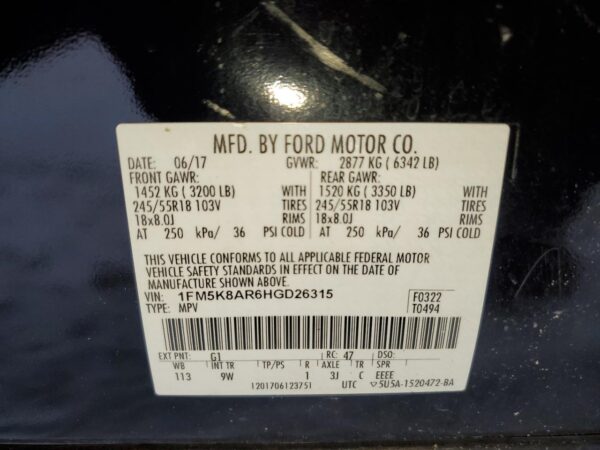 MFD. BY FORD MOTOR CO.
DATE: 06/17 GVWR: 2877 KG ( 6342 LB)
FRONT GAWR: REAR GAWR:
1452 KG ( 3200 LB) WITH 1520 KG ( 3350 LB) WITH
245/55R18 103V TIRES 245/55R18 103V TIRES
18x8.0J RIMS 18x8.0J RIMS
AT 250 kPa/ 36 PSI COLD AT 250 kPa/ 36 PSI COLD
THIS VEHICLE CONFORMS TO ALL APPLICABLE FEDERAL MOTOR
VEHICLE SAFETY STANDARDS IN EFFECT ON THE DATE OF
MANUFACTURE SHOWN ABOVE.
VIN: 1FM5K8AR6HGD26315 F0322
TYPE: MPV T0494
EXT PNT: G1 RC: 47 DSO:
WB INT TR TP/PS R AXLE TR SPR
113 9W 1 3J C EEEE
1201706123751 UTC ▽5USA-1520472-BA